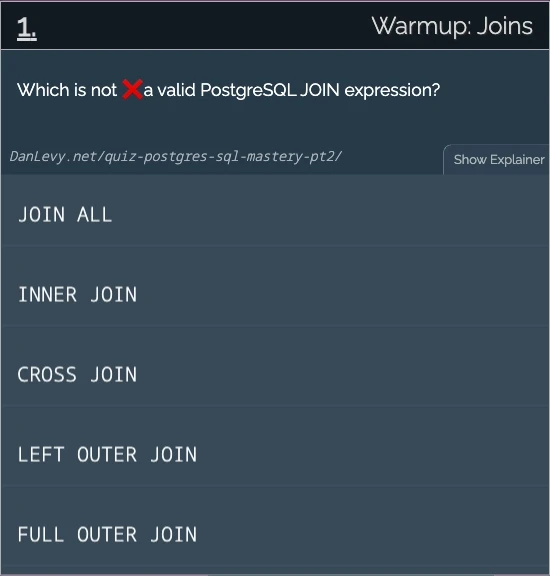 1.
Warmup: Joins
Which is not ❌a valid PostgreSQL JOIN expression?
DanLevy.net/quiz-postgres-sql-mastery-pt2/
Show Explainer
JOIN ALL
INNER JOIN
CROSS JOIN
LEFT OUTER JOIN
FULL OUTER JOIN